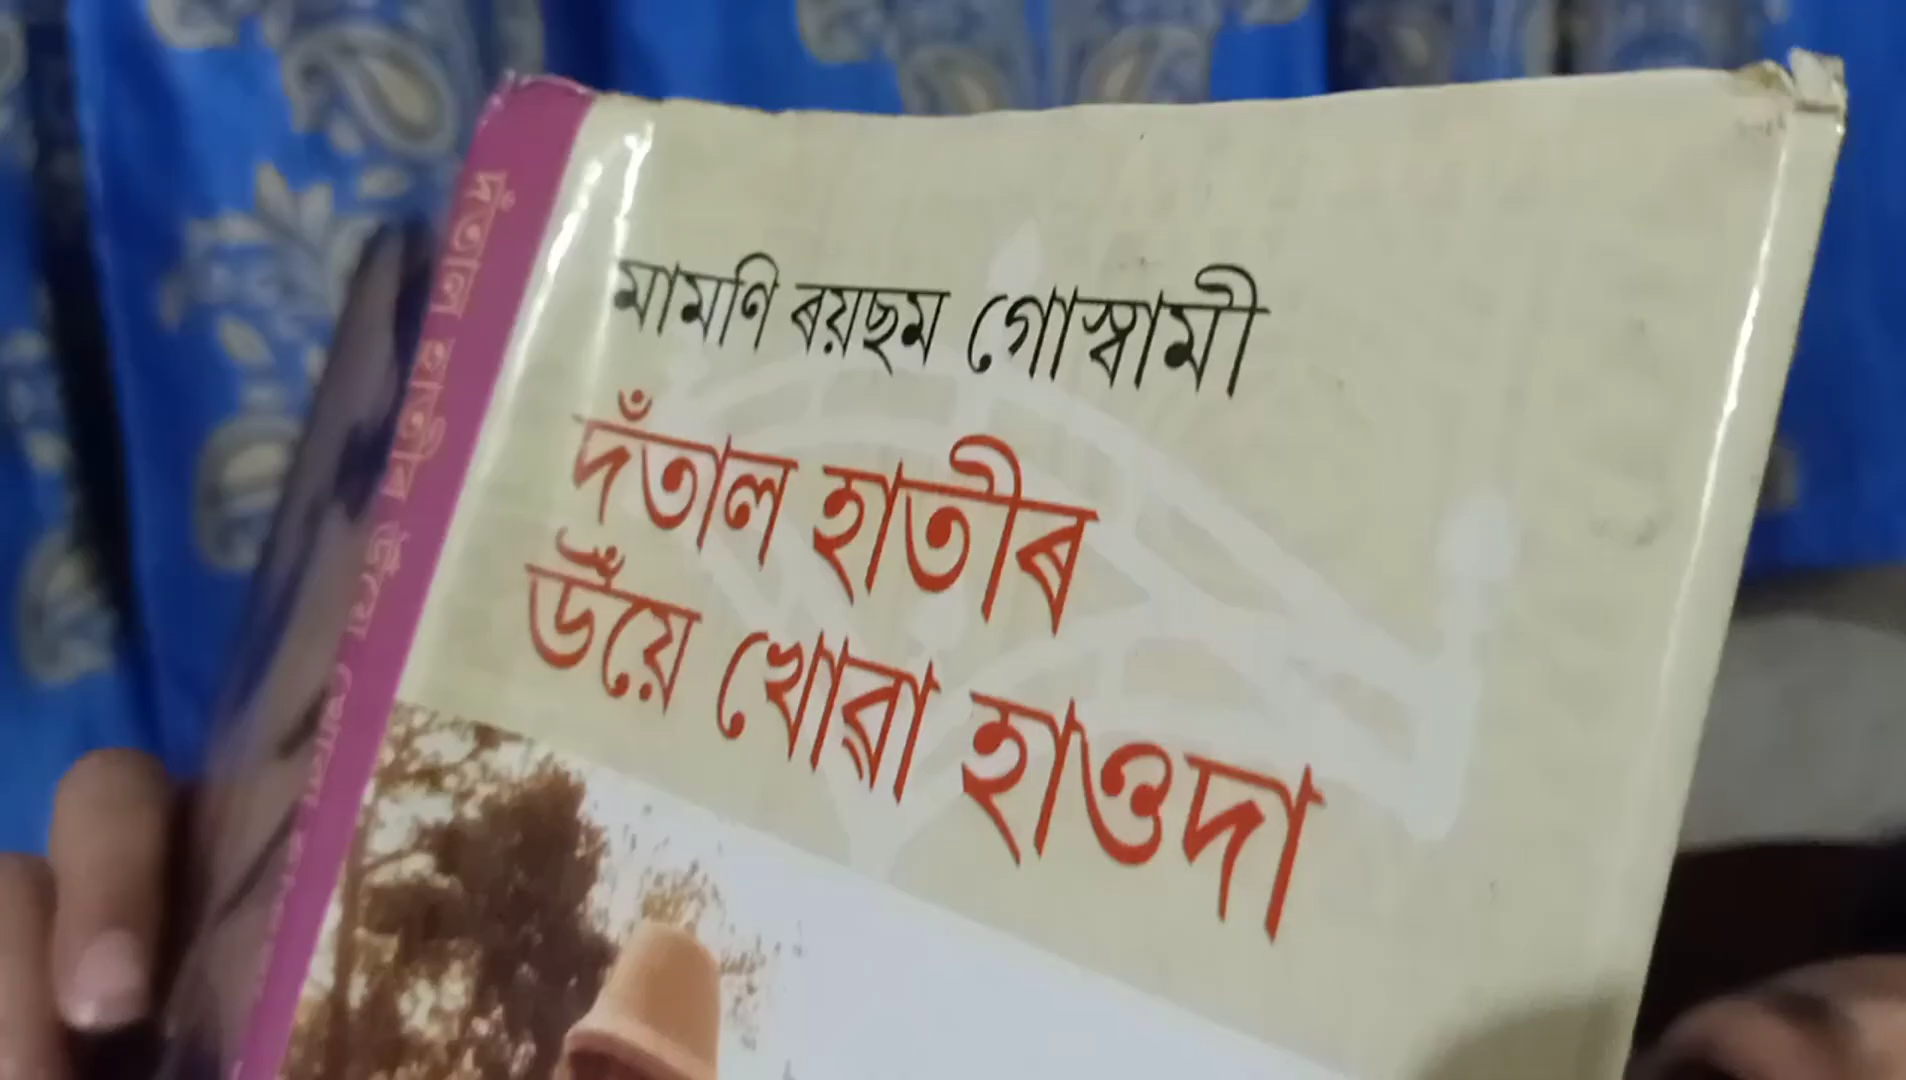 মামণি ৰয়ছম গোস্বামী
দঁতাল হাতীৰ
উঁয়ে খোৱা হাওদা
দঁতাল হাতীৰ উঁয়ে খোৱা